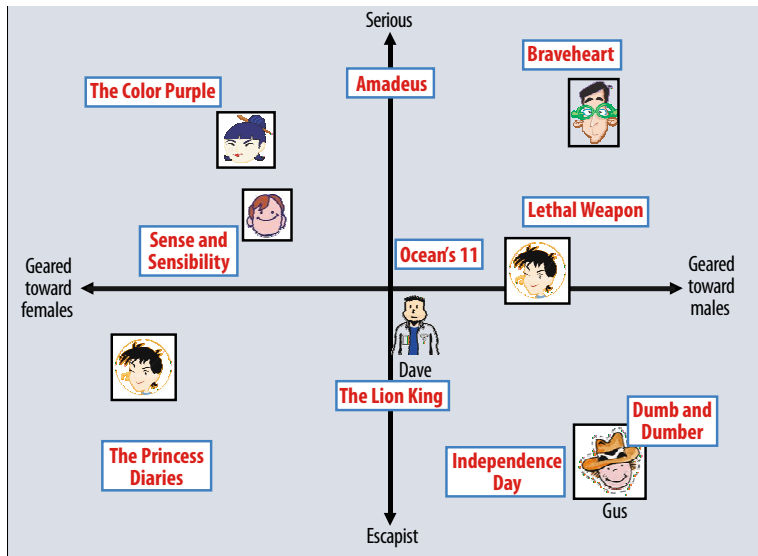 Serious
Braveheart
Amadeus
The Color Purple
Lethal Weapon
Sense and
Sensibility
Ocean's 11
Geared
toward
females
Geared
toward
males
Dave
The Lion King
Dumb and
Dumber
The Princess
Diaries
Independence
Day
Gus
Escapist